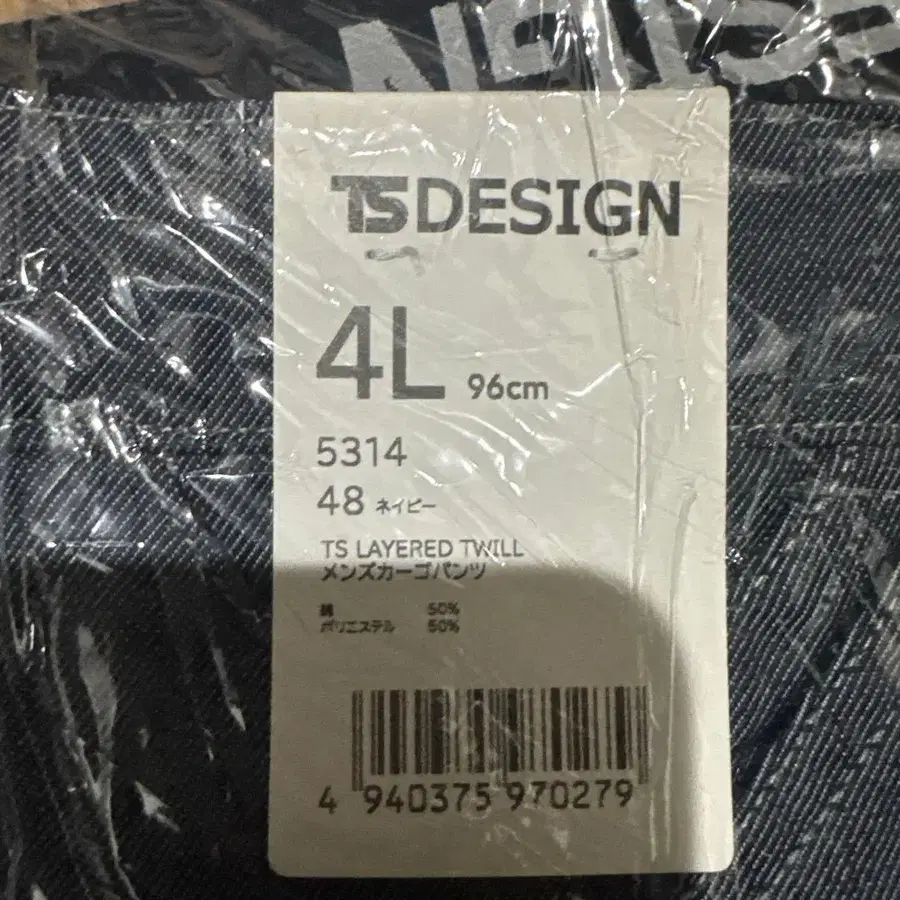 TSDESIGN
4L 96cm
5314
48 ネイビー
TS LAYERED TWILL
メンズカーゴパンツ
綿 50%
ポリエステル 50%
4 940375 970279